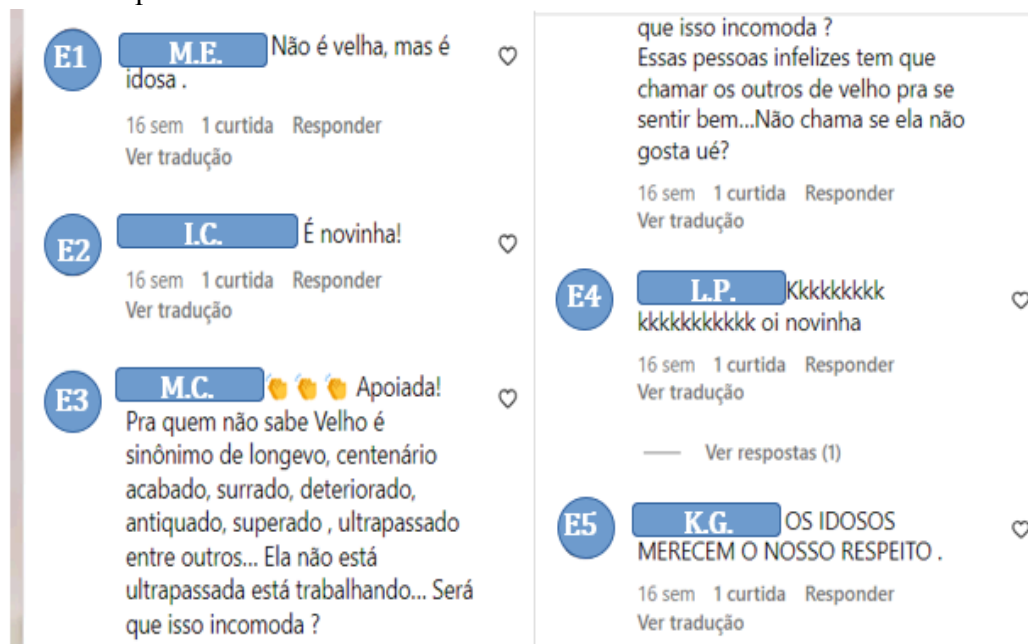 E1 M.E. Não é velha, mas é
idosa .
16 sem 1 curtida Responder
Ver tradução
E2 I.C. É novinha!
16 sem 1 curtida Responder
Ver tradução
E3 M.C. 👏👏👏 Apoiada!
Pra quem não sabe Velho é
sinônimo de longevo, centenário
acabado, surrado, deteriorado,
antiquado, superado , ultrapassado
entre outros... Ela não está
ultrapassada está trabalhando... Será
que isso incomoda ?
que isso incomoda ?
Essas pessoas infelizes tem que
chamar os outros de velho pra se
sentir bem...Não chama se ela não
gosta ué?
16 sem 1 curtida Responder
Ver tradução
E4 L.P. Kkkkkkkkk
kkkkkkkkkkk oi novinha
16 sem 1 curtida Responder
Ver tradução
Ver respostas (1)
E5 K.G. OS IDOSOS
MERECEM O NOSSO RESPEITO .
16 sem 1 curtida Responder
Ver tradução